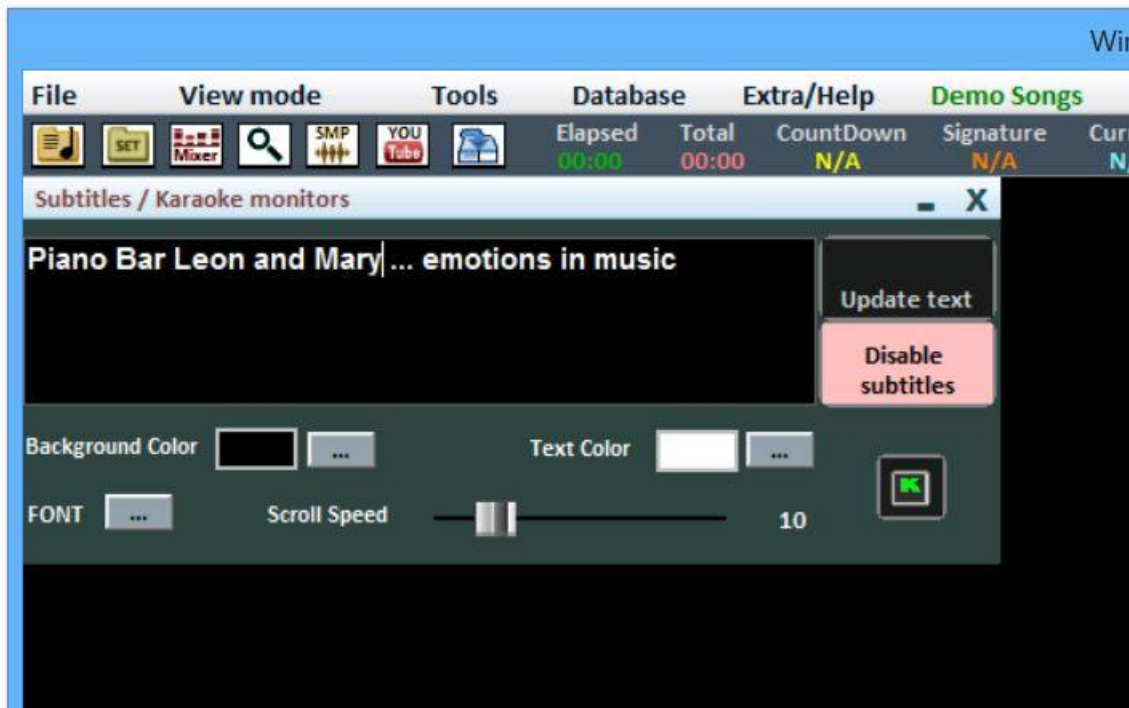 Wi
File View mode Tools Database Extra/Help Demo Songs
SET Mixer SMP YOU Tube Elapsed Total CountDown Signature Cur
00:00 00:00 N/A N/A N/
Subtitles / Karaoke monitors X
Piano Bar Leon and Mary ... emotions in music
Update text
Disable
subtitles
Background Color ... Text Color ...
K
FONT ... Scroll Speed 10